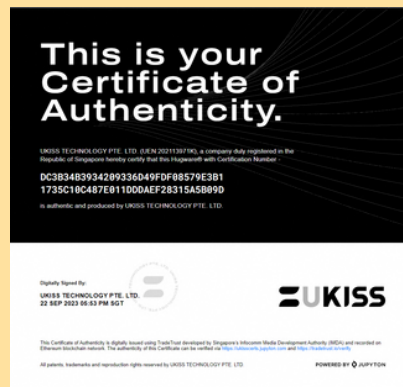 This is your
Certificate of
Authenticity.
UKISS TECHNOLOGY PTE. LTD. (UEN 202113971K), a company duly registered in the
Republic of Singapore hereby certify that this Hugware® with Certification Number -
DC3B34B3934209336D49FDF08579E3B1
1735C10C487E011DDDAEF28315A5B09D
is authentic and produced by UKISS TECHNOLOGY PTE. LTD.
Digitally Signed By:
UKISS TECHNOLOGY PTE. LTD.
22 SEP 2023 05:53 PM SGT
UKISS
This Certificate of Authenticity is digitally issued using TradeTrust developed by Singapore's Infocomm Media Development Authority (IMDA) and recorded on
Ethereum blockchain network. The authenticity of this Certificate can be verified via https://ukisscerts.jupyton.com and https://tradetrust.io/verify.
All patents, trademarks and reproduction rights reserved by UKISS TECHNOLOGY PTE. LTD.
POWERED BY JUPYTON